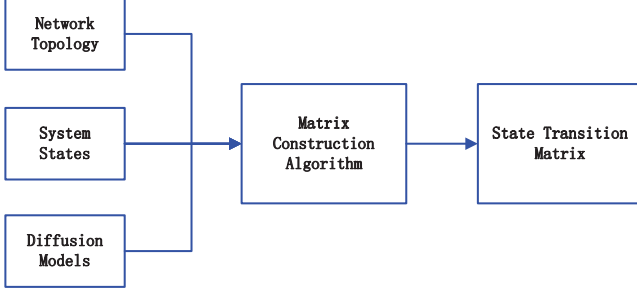 Network
Topology
System
States
Diffusion
Models
Matrix
Construction
Algorithm
State Transition
Matrix